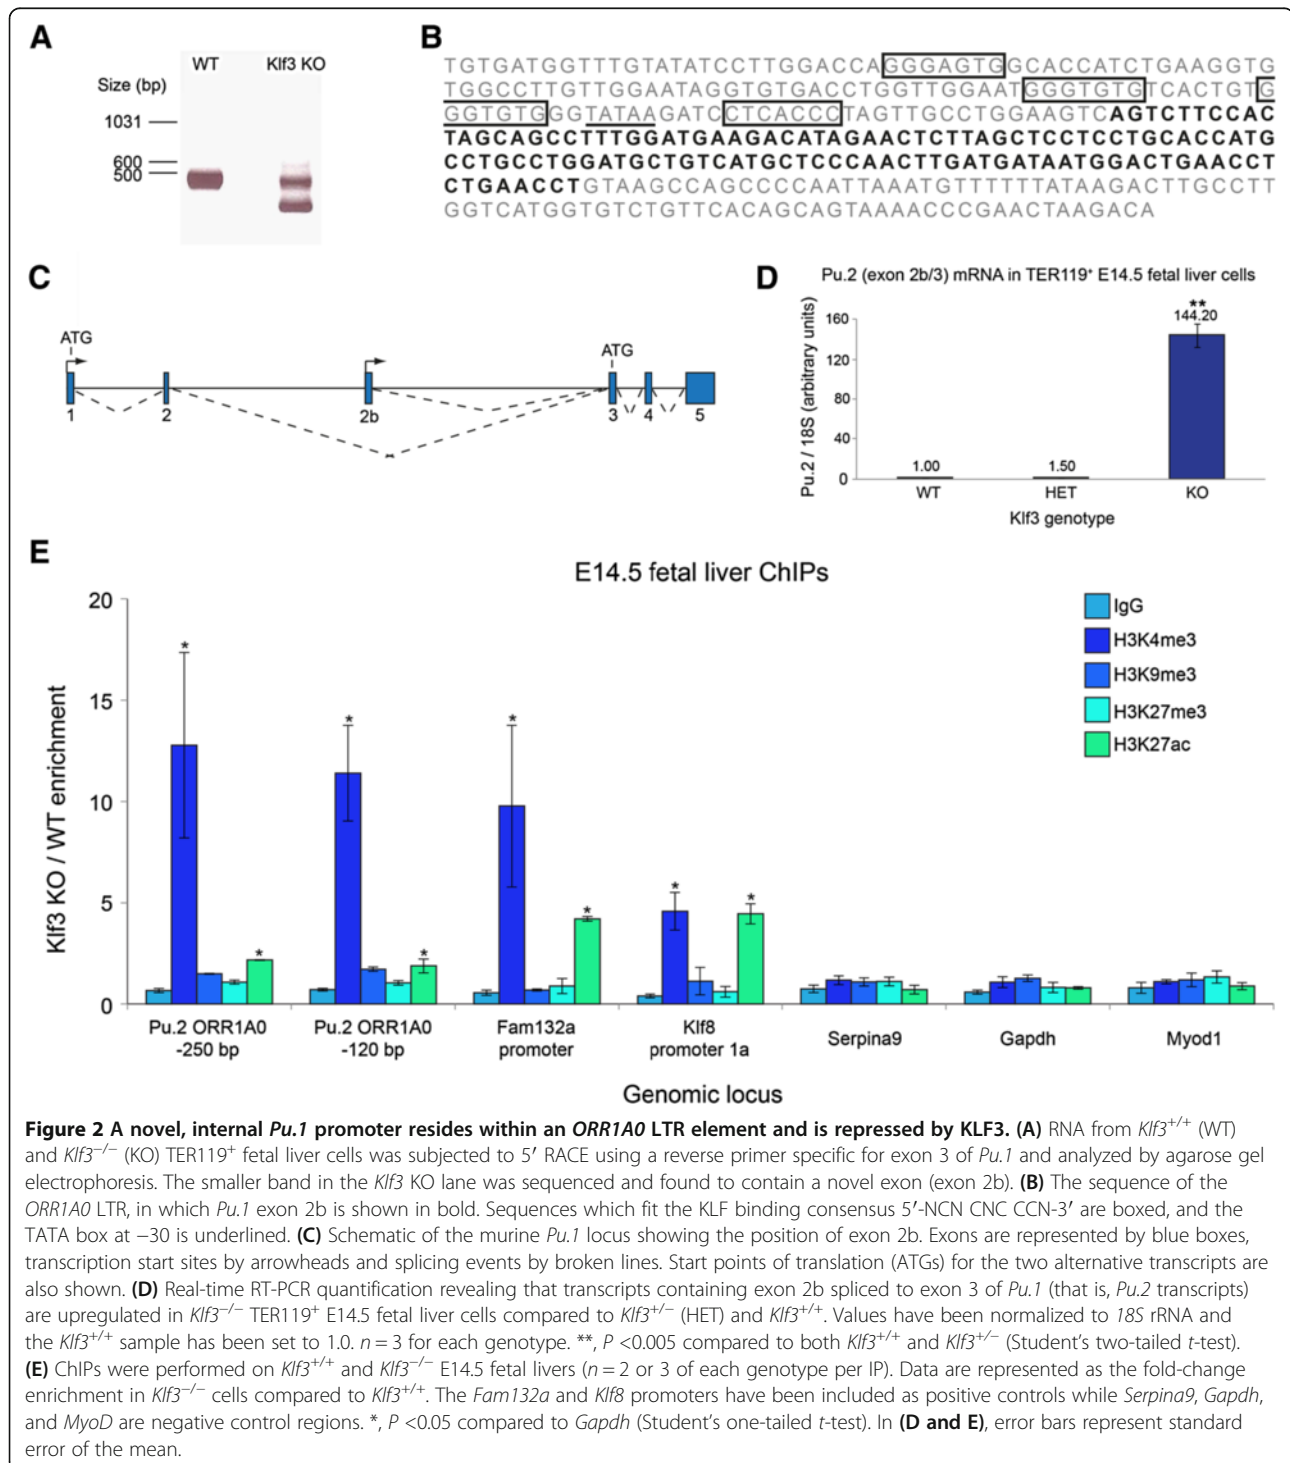 A
WT Klf3 KO
Size (bp)
1031
600
500
B
TGTGATGGTTTGTATATCCTTGGACCAGGGAGTGGCACCATCTGAAGGTG
TGGCCTTGTTGGAATAGGTGTGACCTGGTTGGAATGGGTGTGTCACTGTG
GGTGTGGGTATAAGATCCTCACCCTAGTTGCCTGGAAGTCAGTCTTCCAC
TAGCAGCCTTTGGATGAAGACATAGAACTCTTAGCTCCTCCTGCACCATG
CCTGCCTGGATGCTGTCATGCTCCCAACTTGATGATAATGGACTGAACCT
CTGAACCTGTAAGCCAGCCCCAATTAAATGTTTTTTATAAGACTTGCCTT
GGTCATGGTGTCTGTTCACAGCAGTAAAACCCGAACTAAGACA
C
ATG ATG
1 2 2b 3 4 5
D
Pu.2 (exon 2b/3) mRNA in TER119⁺ E14.5 fetal liver cells
Pu.2 / 18S (arbitrary units)
160
120
80
40
0
1.00 1.50 ** 144.20
WT HET KO
Klf3 genotype
E
E14.5 fetal liver ChIPs
Klf3 KO / WT enrichment
20
15
10
5
0
* * * * * * * *
IgG
H3K4me3
H3K9me3
H3K27me3
H3K27ac
Pu.2 ORR1A0 Pu.2 ORR1A0 Fam132a Klf8 Serpina9 Gapdh Myod1
-250 bp -120 bp promoter promoter 1a
Genomic locus
Figure 2 A novel, internal Pu.1 promoter resides within an ORR1A0 LTR element and is repressed by KLF3. (A) RNA from Klf3⁺/⁺ (WT)
and Klf3⁻/⁻ (KO) TER119⁺ fetal liver cells was subjected to 5′ RACE using a reverse primer specific for exon 3 of Pu.1 and analyzed by agarose gel
electrophoresis. The smaller band in the Klf3 KO lane was sequenced and found to contain a novel exon (exon 2b). (B) The sequence of the
ORR1A0 LTR, in which Pu.1 exon 2b is shown in bold. Sequences which fit the KLF binding consensus 5′-NCN CNC CCN-3′ are boxed, and the
TATA box at −30 is underlined. (C) Schematic of the murine Pu.1 locus showing the position of exon 2b. Exons are represented by blue boxes,
transcription start sites by arrowheads and splicing events by broken lines. Start points of translation (ATGs) for the two alternative transcripts are
also shown. (D) Real-time RT-PCR quantification revealing that transcripts containing exon 2b spliced to exon 3 of Pu.1 (that is, Pu.2 transcripts)
are upregulated in Klf3⁻/⁻ TER119⁺ E14.5 fetal liver cells compared to Klf3⁺/⁻ (HET) and Klf3⁺/⁺. Values have been normalized to 18S rRNA and
the Klf3⁺/⁺ sample has been set to 1.0. n = 3 for each genotype. **, P <0.005 compared to both Klf3⁺/⁺ and Klf3⁺/⁻ (Student's two-tailed t-test).
(E) ChIPs were performed on Klf3⁺/⁺ and Klf3⁻/⁻ E14.5 fetal livers (n = 2 or 3 of each genotype per IP). Data are represented as the fold-change
enrichment in Klf3⁻/⁻ cells compared to Klf3⁺/⁺. The Fam132a and Klf8 promoters have been included as positive controls while Serpina9, Gapdh,
and MyoD are negative control regions. *, P <0.05 compared to Gapdh (Student's one-tailed t-test). In (D and E), error bars represent standard
error of the mean.